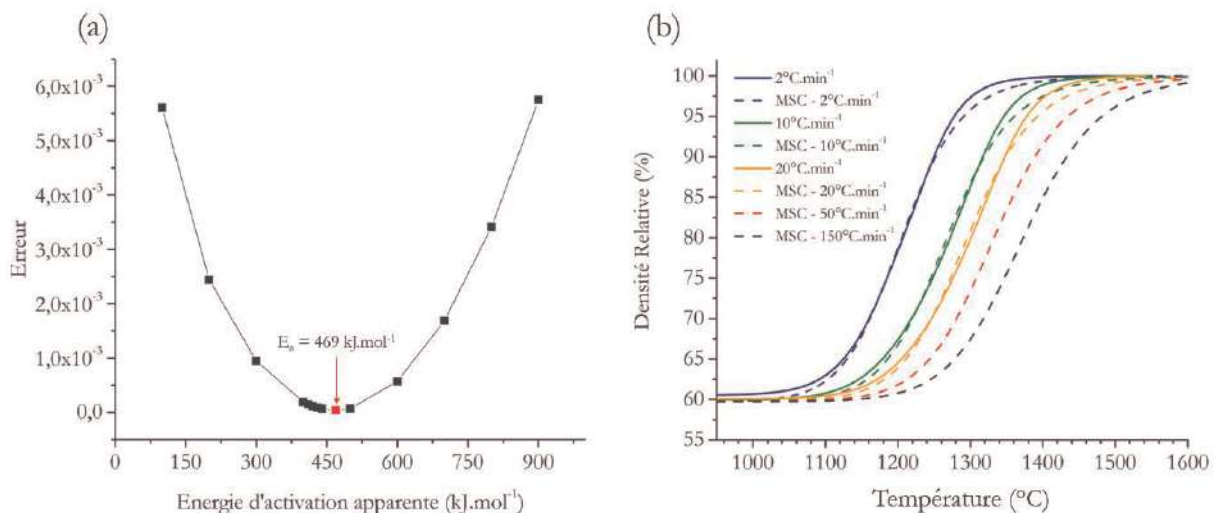 (a)
6,0x10⁻³
5,0x10⁻³
4,0x10⁻³
3,0x10⁻³
2,0x10⁻³
1,0x10⁻³
0,0
Erreur
Eₐ = 469 kJ.mol⁻¹
0 150 300 450 600 750 900
Energie d'activation apparente (kJ.mol⁻¹)
(b)
100
95
90
85
80
75
70
65
60
55
Densité Relative (%)
2°C.min⁻¹
MSC - 2°C.min⁻¹
10°C.min⁻¹
MSC - 10°C.min⁻¹
20°C.min⁻¹
MSC - 20°C.min⁻¹
MSC - 50°C.min⁻¹
MSC - 150°C.min⁻¹
1000 1100 1200 1300 1400 1500 1600
Température (°C)